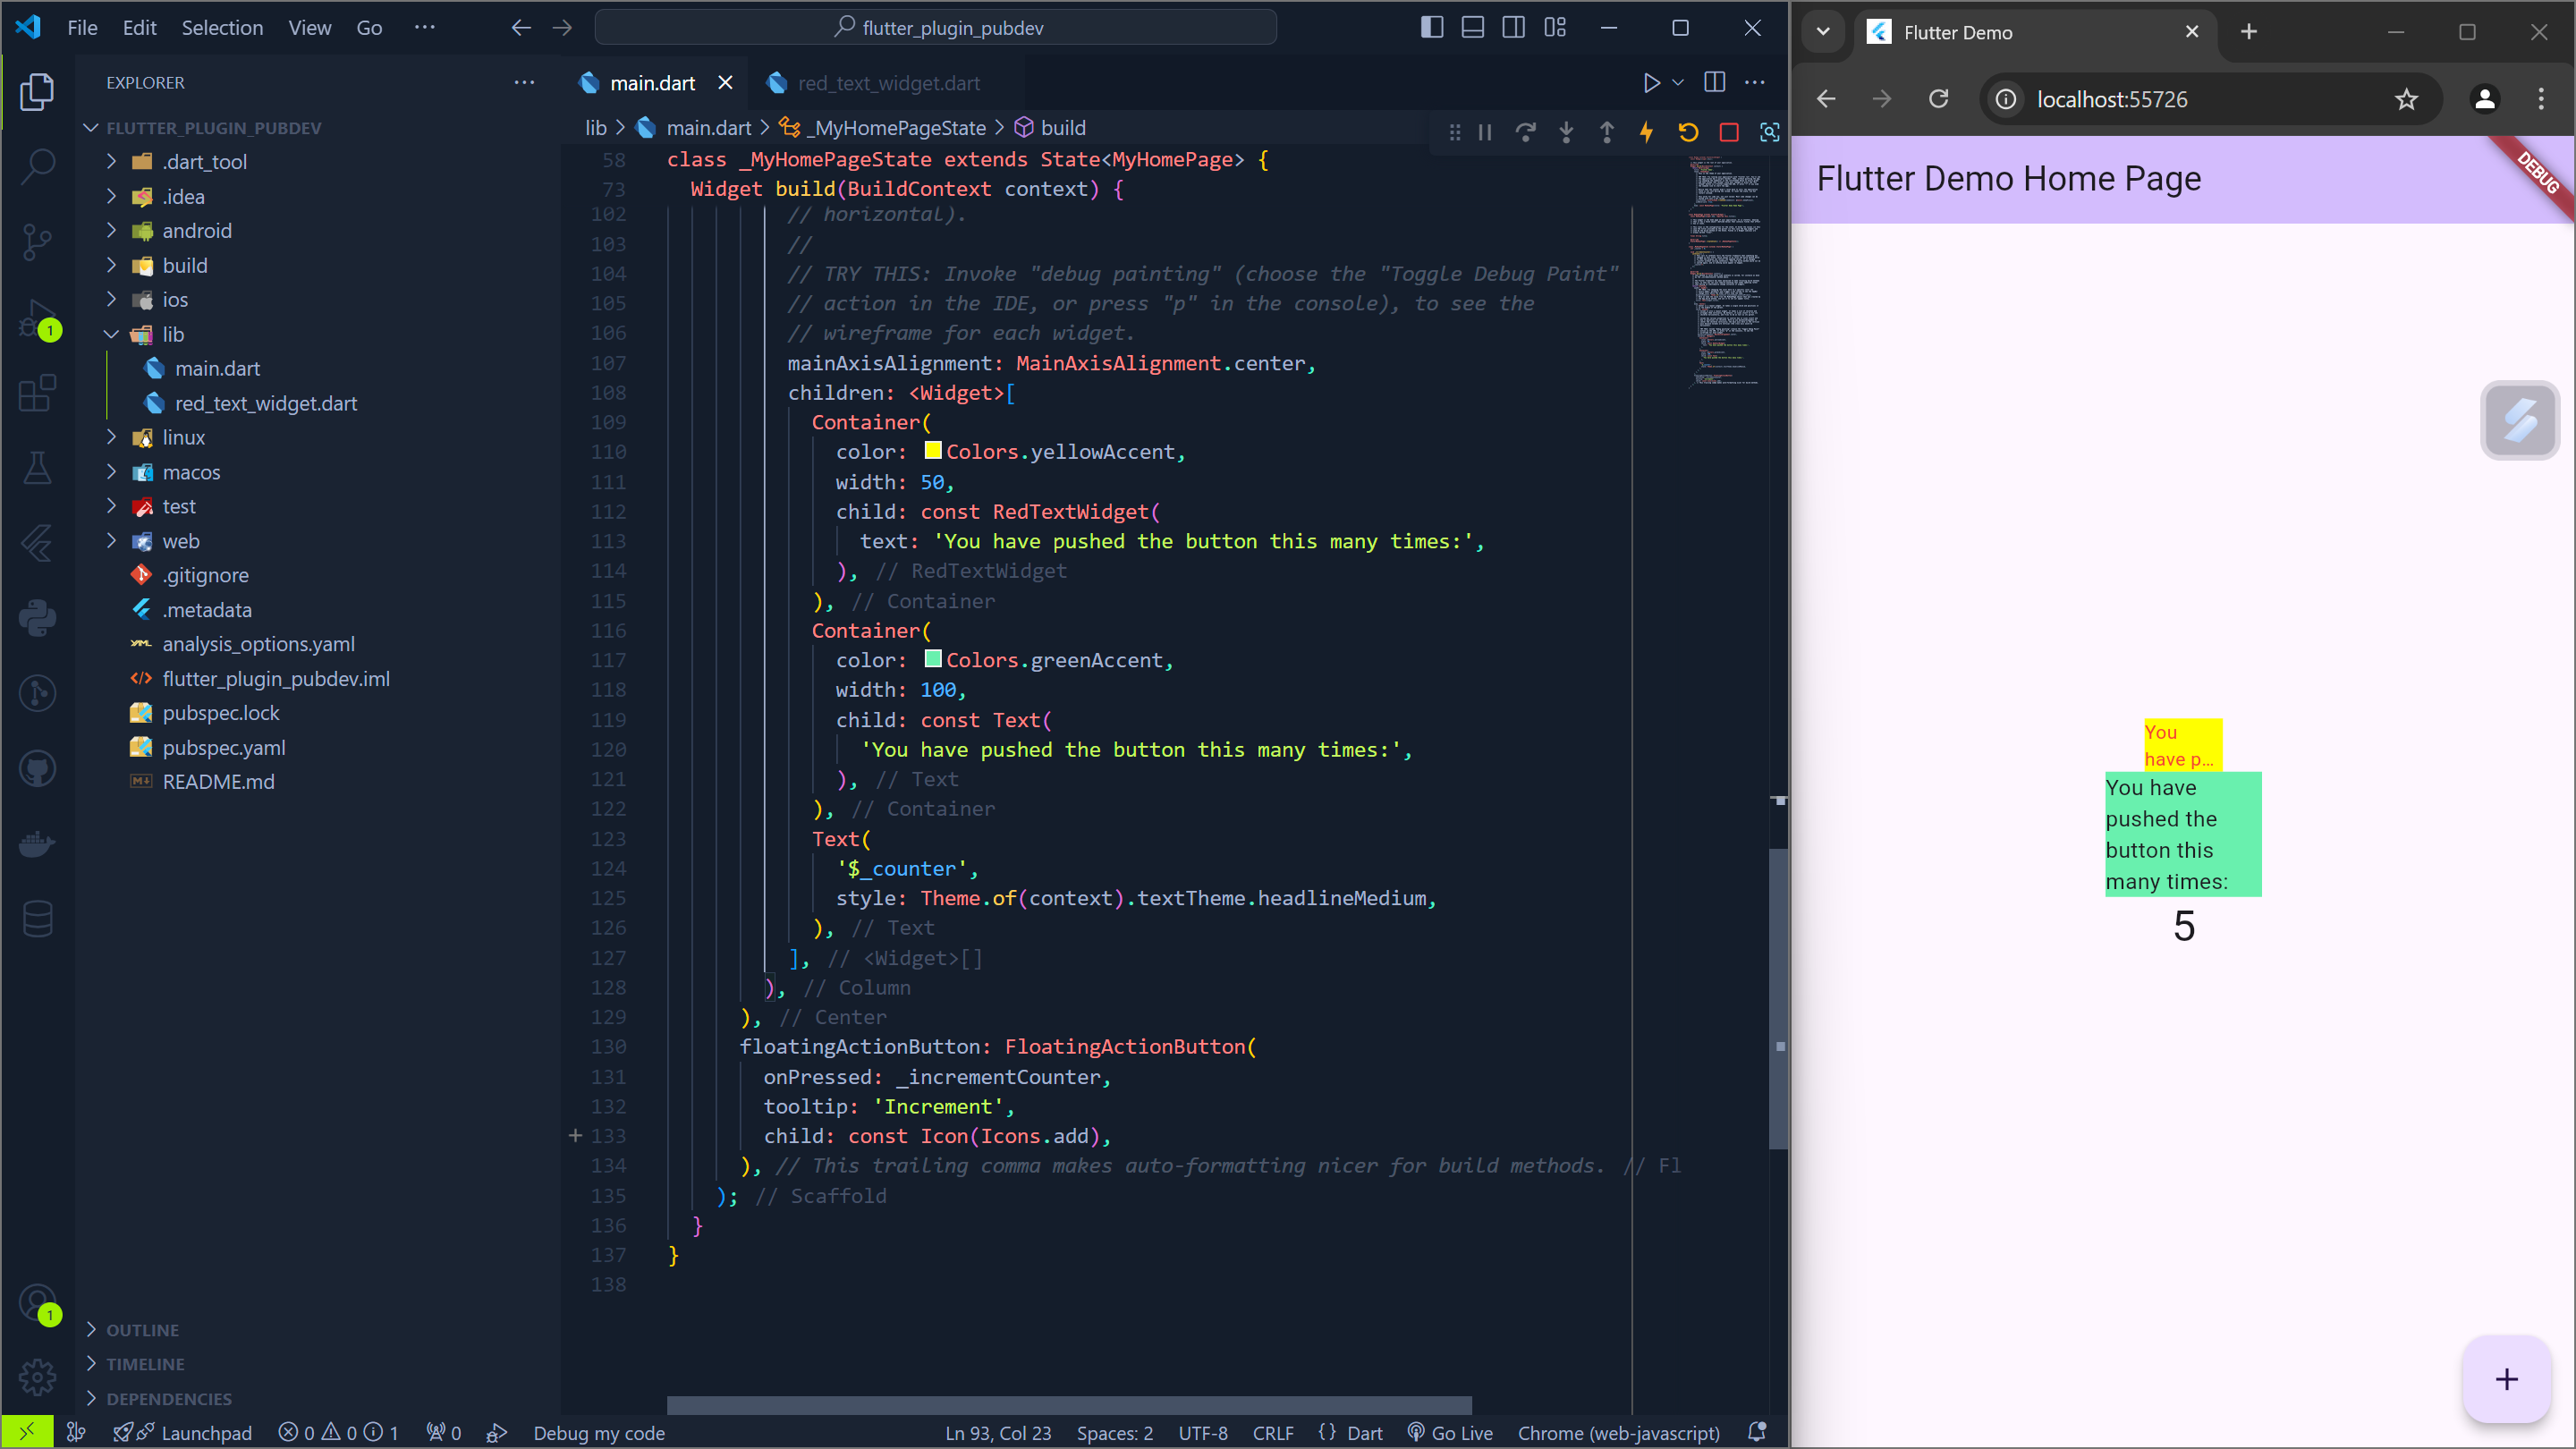 File Edit Selection View Go ···
flutter_plugin_pubdev
EXPLORER
FLUTTER_PLUGIN_PUBDEV
.dart_tool
.idea
android
build
ios
lib
main.dart
red_text_widget.dart
linux
macos
test
web
.gitignore
.metadata
analysis_options.yaml
flutter_plugin_pubdev.iml
pubspec.lock
pubspec.yaml
README.md
OUTLINE
TIMELINE
DEPENDENCIES
1
1
main.dart red_text_widget.dart
lib > main.dart > _MyHomePageState > build
58 class _MyHomePageState extends State<MyHomePage> {
73 Widget build(BuildContext context) {
102 // horizontal).
103 //
104 // TRY THIS: Invoke "debug painting" (choose the "Toggle Debug Paint"
105 // action in the IDE, or press "p" in the console), to see the
106 // wireframe for each widget.
107 mainAxisAlignment: MainAxisAlignment.center,
108 children: <Widget>[
109 Container(
110 color: Colors.yellowAccent,
111 width: 50,
112 child: const RedTextWidget(
113 text: 'You have pushed the button this many times:',
114 ), // RedTextWidget
115 ), // Container
116 Container(
117 color: Colors.greenAccent,
118 width: 100,
119 child: const Text(
120 'You have pushed the button this many times:',
121 ), // Text
122 ), // Container
123 Text(
124 '$_counter',
125 style: Theme.of(context).textTheme.headlineMedium,
126 ), // Text
127 ], // <Widget>[]
128 ), // Column
129 ), // Center
130 floatingActionButton: FloatingActionButton(
131 onPressed: _incrementCounter,
132 tooltip: 'Increment',
133 child: const Icon(Icons.add),
134 ), // This trailing comma makes auto-formatting nicer for build methods. // Fl
135 ); // Scaffold
136 }
137 }
138
Launchpad 0 0 1 0 Debug my code Ln 93, Col 23 Spaces: 2 UTF-8 CRLF {} Dart Go Live Chrome (web-javascript)
Flutter Demo
localhost:55726
Flutter Demo Home Page
DEBUG
You
have p…
You have
pushed the
button this
many times:
5
+